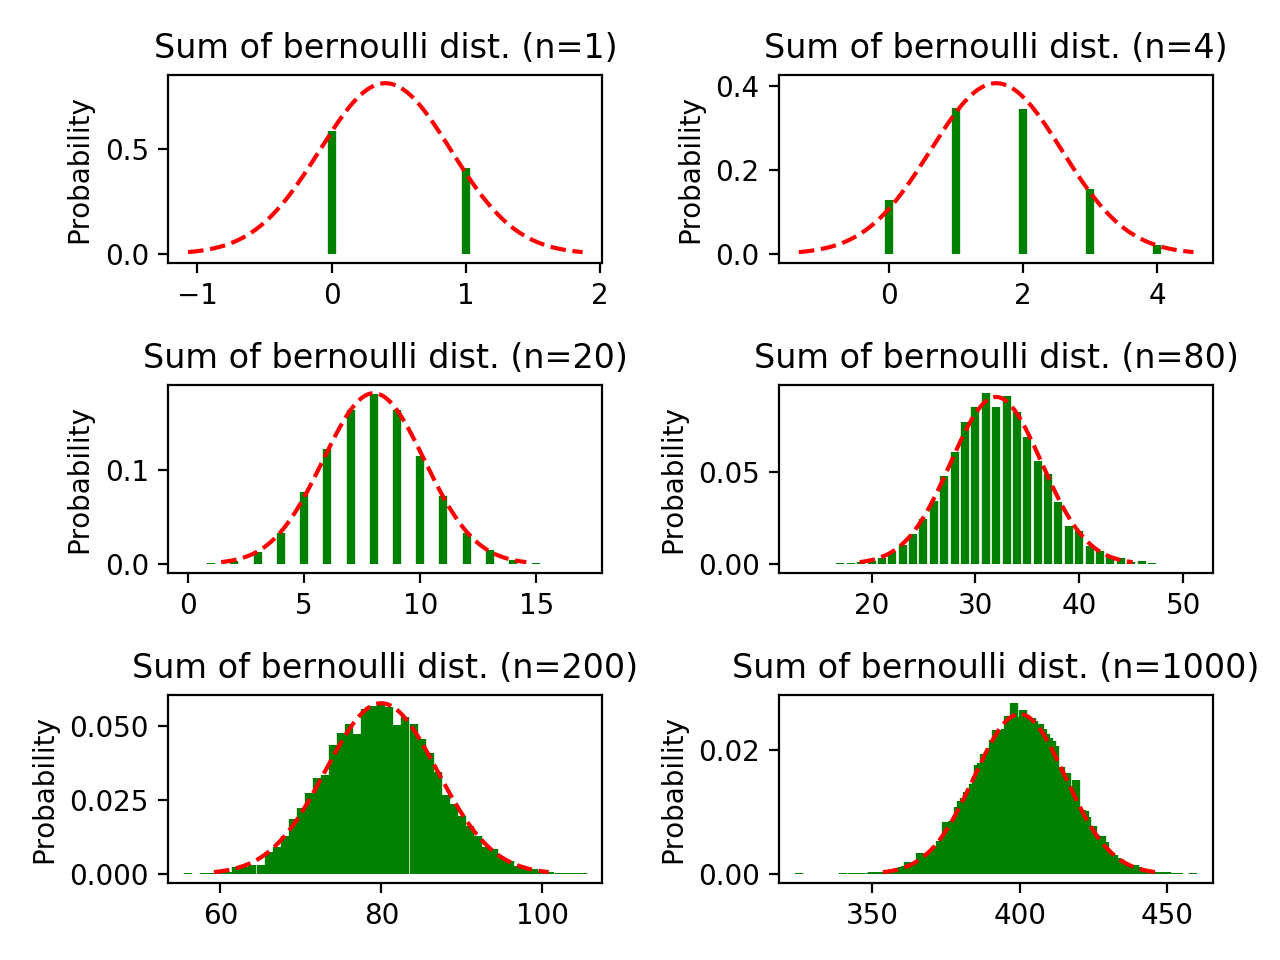 Sum of bernoulli dist. (n=1)
Probability
0.5
0.0
−1 0 1 2
Sum of bernoulli dist. (n=4)
Probability
0.4
0.2
0.0
0 2 4
Sum of bernoulli dist. (n=20)
Probability
0.1
0.0
0 5 10 15
Sum of bernoulli dist. (n=80)
Probability
0.05
0.00
20 30 40 50
Sum of bernoulli dist. (n=200)
Probability
0.050
0.025
0.000
60 80 100
Sum of bernoulli dist. (n=1000)
Probability
0.02
0.00
350 400 450